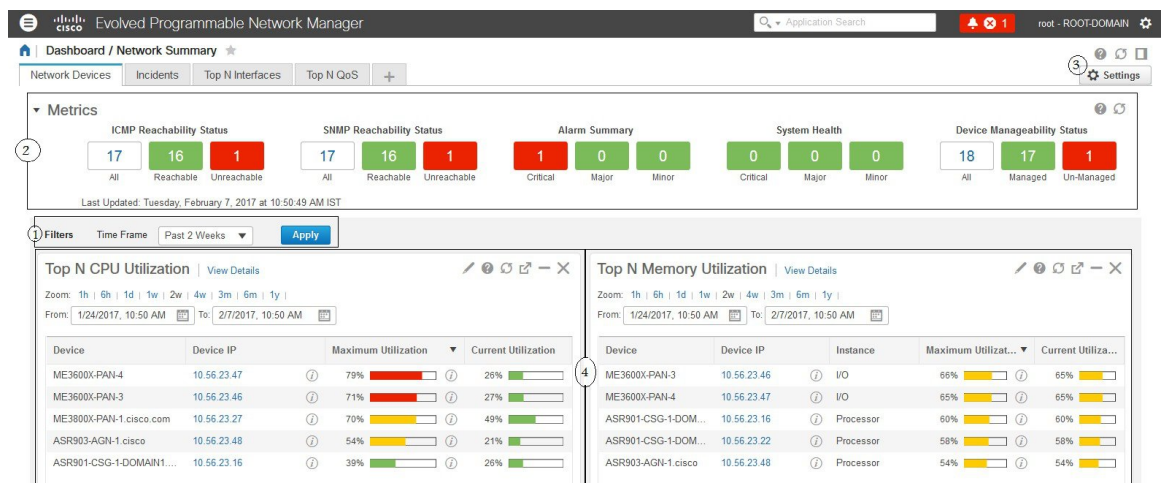 cisco Evolved Programmable Network Manager
Application Search
1
root - ROOT-DOMAIN
Dashboard / Network Summary
3
Network Devices Incidents Top N Interfaces Top N QoS + Settings
Metrics
2
ICMP Reachability Status SNMP Reachability Status Alarm Summary System Health Device Manageability Status
17 16 1 17 16 1 1 0 0 0 0 0 18 17 1
All Reachable Unreachable All Reachable Unreachable Critical Major Minor Critical Major Minor All Managed Un-Managed
Last Updated: Tuesday, February 7, 2017 at 10:50:49 AM IST
1 Filters Time Frame Past 2 Weeks Apply
Top N CPU Utilization | View Details
Zoom: 1h | 6h | 1d | 1w | 2w | 4w | 3m | 6m | 1y |
From: 1/24/2017, 10:50 AM To: 2/7/2017, 10:50 AM
Device Device IP Maximum Utilization Current Utilization
ME3600X-PAN-4 10.56.23.47 79% 26%
ME3600X-PAN-3 10.56.23.46 71% 27%
ME3800X-PAN-1.cisco.com 10.56.23.27 70% 49%
ASR903-AGN-1.cisco 10.56.23.48 54% 21%
ASR901-CSG-1-DOMAIN1.... 10.56.23.16 39% 26%
4
Top N Memory Utilization | View Details
Zoom: 1h | 6h | 1d | 1w | 2w | 4w | 3m | 6m | 1y |
From: 1/24/2017, 10:50 AM To: 2/7/2017, 10:50 AM
Device Device IP Instance Maximum Utilizat... Current Utiliza...
ME3600X-PAN-3 10.56.23.46 I/O 66% 65%
ME3600X-PAN-4 10.56.23.47 I/O 65% 65%
ASR901-CSG-1-DOM... 10.56.23.16 Processor 60% 60%
ASR901-CSG-1-DOM... 10.56.23.22 Processor 58% 58%
ASR903-AGN-1.cisco 10.56.23.48 Processor 54% 54%